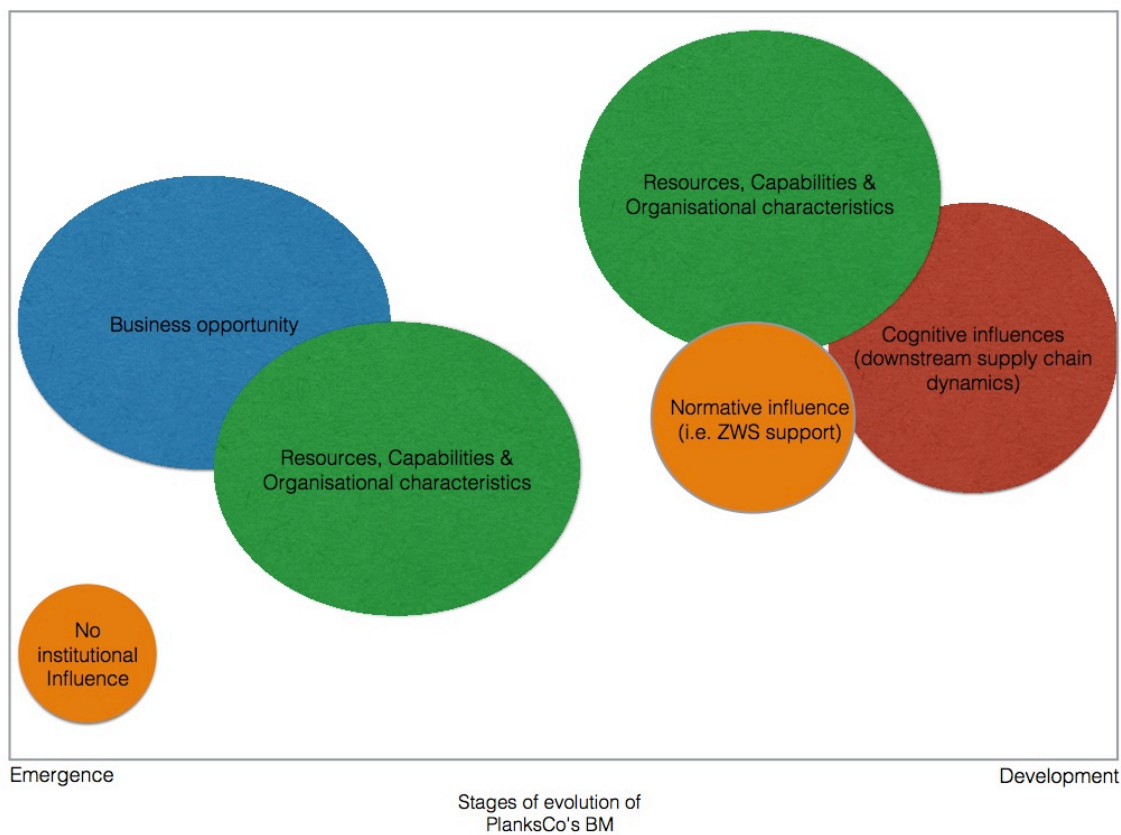 Resources, Capabilities &
Organisational characteristics
Business opportunity
Cognitive influences
(downstream supply chain
dynamics)
Normative influence
(i.e. ZWS support)
Resources, Capabilities &
Organisational characteristics
No
institutional
Influence
Emergence
Development
Stages of evolution of
PlanksCo's BM